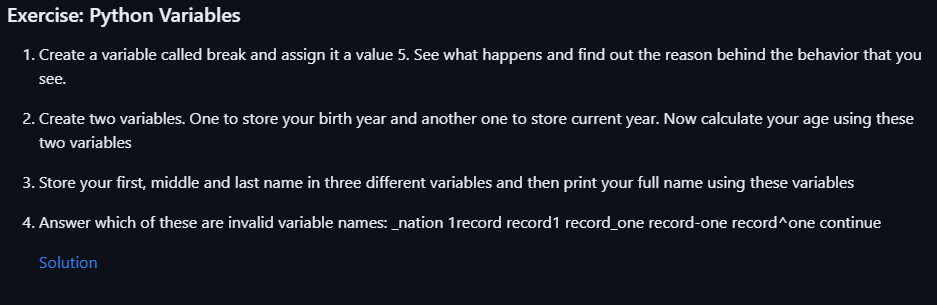 Exercise: Python Variables
1. Create a variable called break and assign it a value 5. See what happens and find out the reason behind the behavior that you
see.
2. Create two variables. One to store your birth year and another one to store current year. Now calculate your age using these
two variables
3. Store your first, middle and last name in three different variables and then print your full name using these variables
4. Answer which of these are invalid variable names: _nation 1record record1 record_one record-one record^one continue
Solution